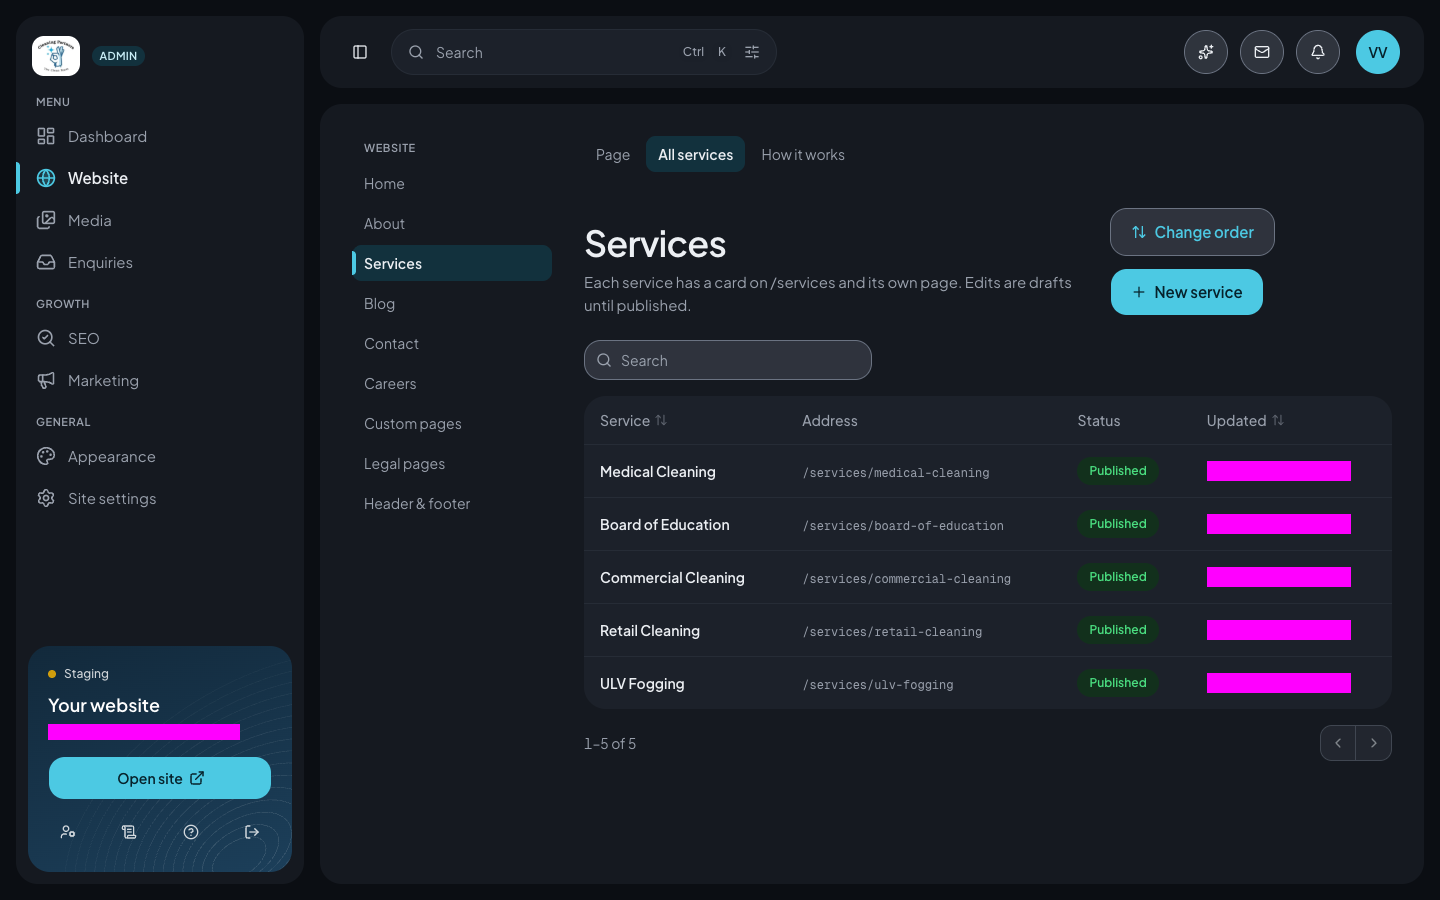 ADMIN
MENU
Dashboard
Website
Media
Enquiries
GROWTH
SEO
Marketing
GENERAL
Appearance
Site settings
Staging
Your website
Open site
Search
Ctrl K
VV
WEBSITE
Home
About
Services
Blog
Contact
Careers
Custom pages
Legal pages
Header & footer
Page All services How it works
Services
Each service has a card on /services and its own page. Edits are drafts
until published.
Change order
New service
Search
Service Address Status Updated
Medical Cleaning /services/medical-cleaning Published
Board of Education /services/board-of-education Published
Commercial Cleaning /services/commercial-cleaning Published
Retail Cleaning /services/retail-cleaning Published
ULV Fogging /services/ulv-fogging Published
1–5 of 5